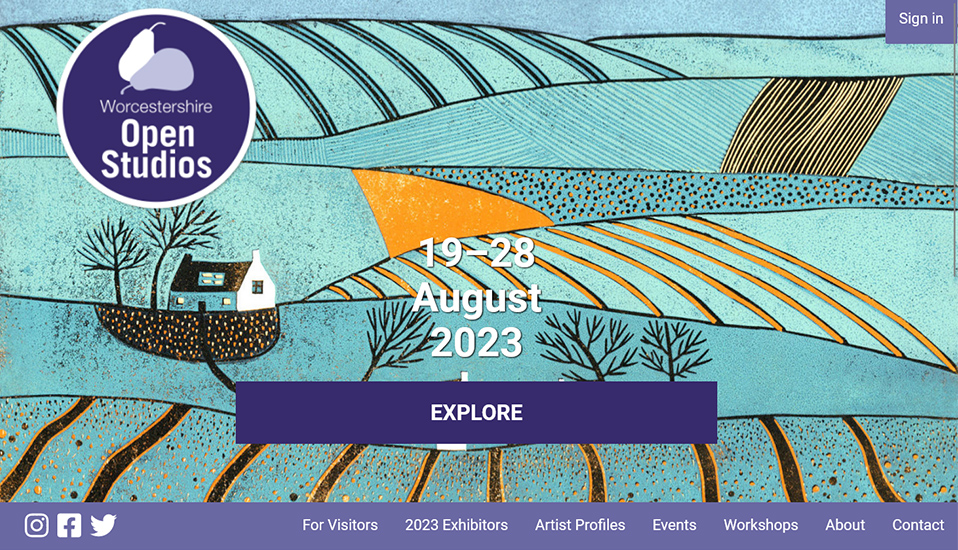 Sign in
Worcestershire
Open
Studios
19–28
August
2023
EXPLORE
For Visitors 2023 Exhibitors Artist Profiles Events Workshops About Contact